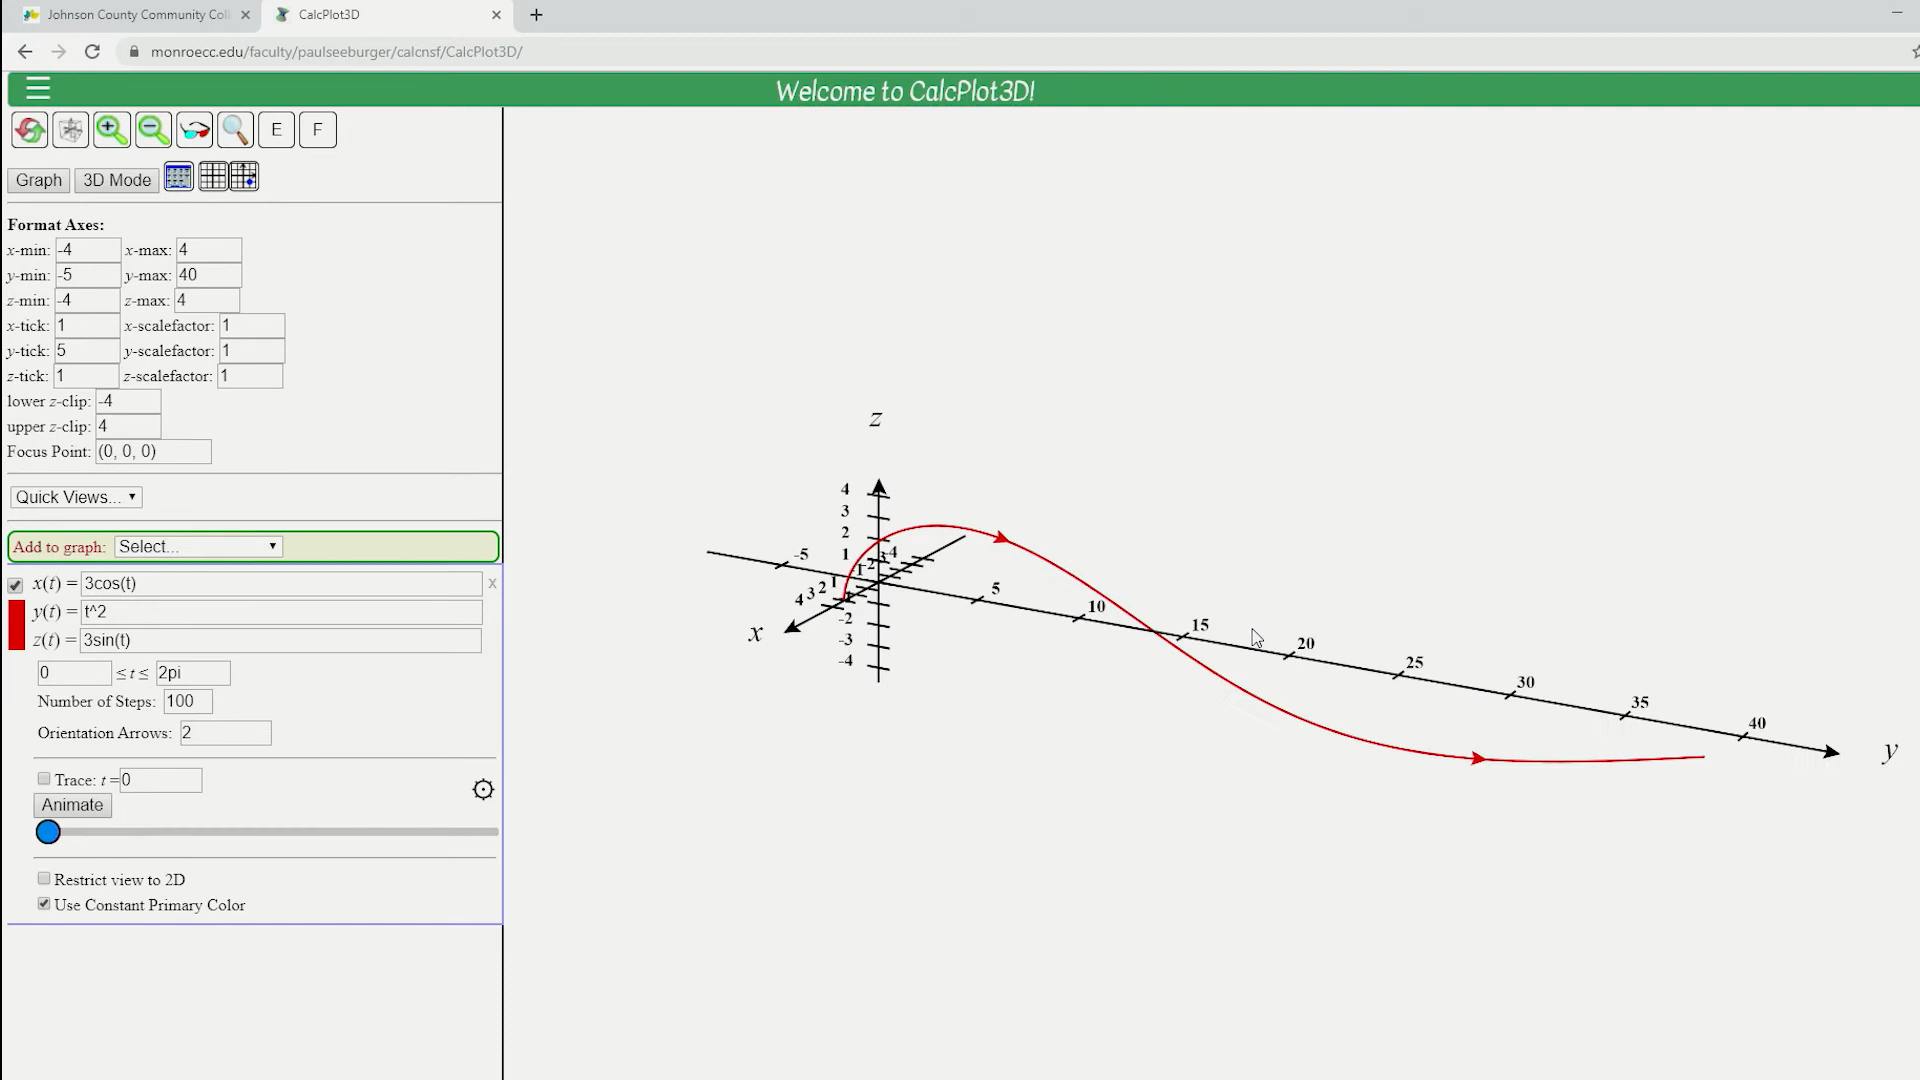 Johnson County Community Coll
CalcPlot3D
monroecc.edu/faculty/paulseeburger/calcnsf/CalcPlot3D/
Welcome to CalcPlot3D!
E F
Graph 3D Mode
Format Axes:
x-min: -4 x-max: 4
y-min: -5 y-max: 40
z-min: -4 z-max: 4
x-tick: 1 x-scalefactor: 1
y-tick: 5 y-scalefactor: 1
z-tick: 1 z-scalefactor: 1
lower z-clip: -4
upper z-clip: 4
Focus Point: (0, 0, 0)
Quick Views...
Add to graph: Select...
x(t) = 3cos(t) x
y(t) = t^2
z(t) = 3sin(t)
0 ≤ t ≤ 2pi
Number of Steps: 100
Orientation Arrows: 2
Trace: t = 0
Animate
Restrict view to 2D
Use Constant Primary Color
z
4
3
2
1
-2
-3
-4
4 3 2 1
x
-5 5 10 15 20 25 30 35 40
y